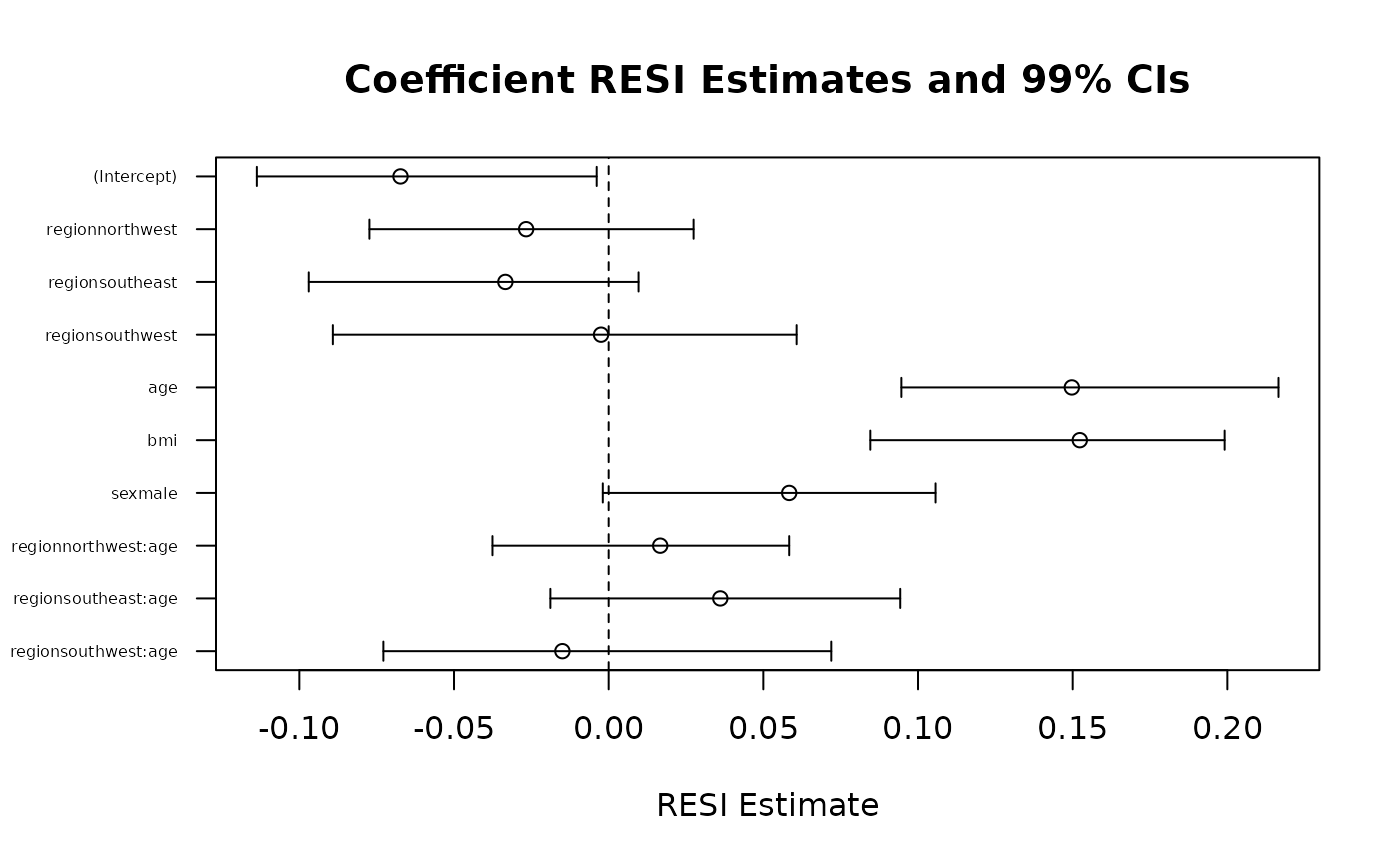 Coefficient RESI Estimates and 99% CIs
(Intercept)
regionnorthwest
regionsoutheast
regionsouthwest
age
bmi
sexmale
regionnorthwest:age
regionsoutheast:age
regionsouthwest:age
-0.10 -0.05 0.00 0.05 0.10 0.15 0.20
RESI Estimate